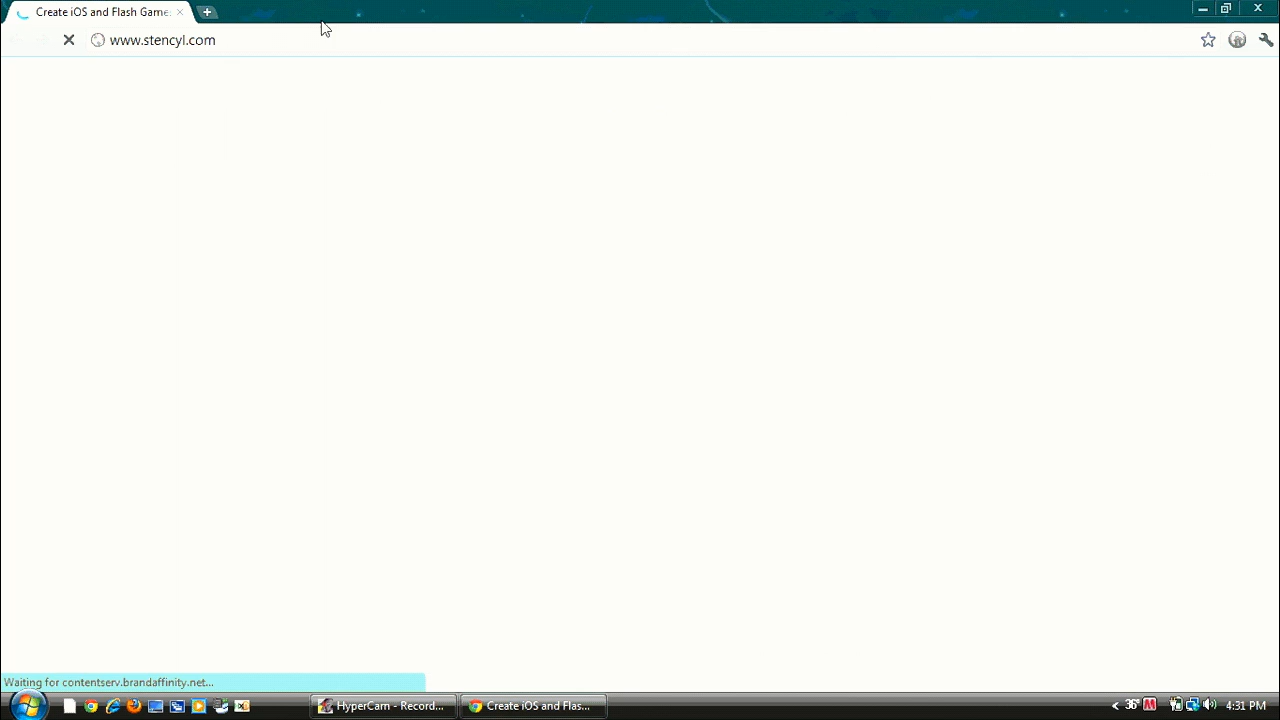 Create iOS and Flash Game:
www.stencyl.com
Waiting for contentserv.brandaffinity.net...
HyperCam - Record...
Create iOS and Flas...
36°
4:31 PM